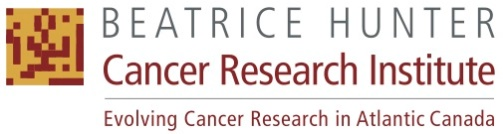 BEATRICE HUNTER
Cancer Research Institute
Evolving Cancer Research in Atlantic Canada